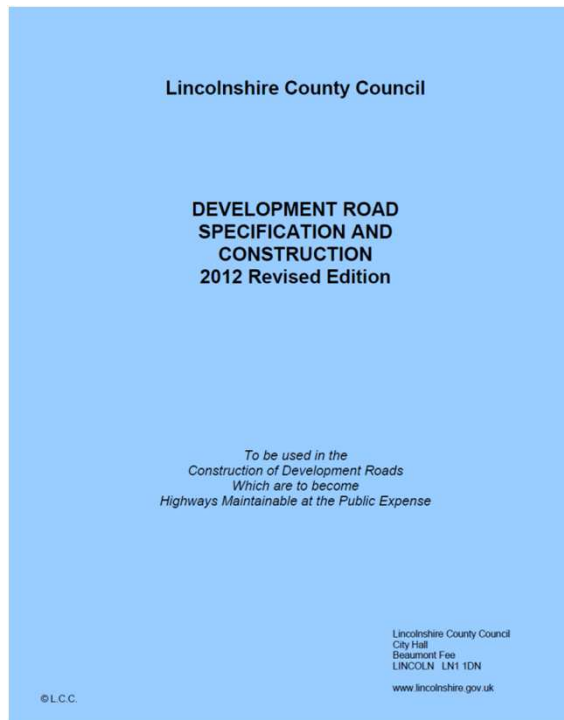 Lincolnshire County Council
DEVELOPMENT ROAD
SPECIFICATION AND
CONSTRUCTION
2012 Revised Edition
To be used in the
Construction of Development Roads
Which are to become
Highways Maintainable at the Public Expense
Lincolnshire County Council
City Hall
Beaumont Fee
LINCOLN LN1 1DN
www.lincolnshire.gov.uk
© L.C.C.